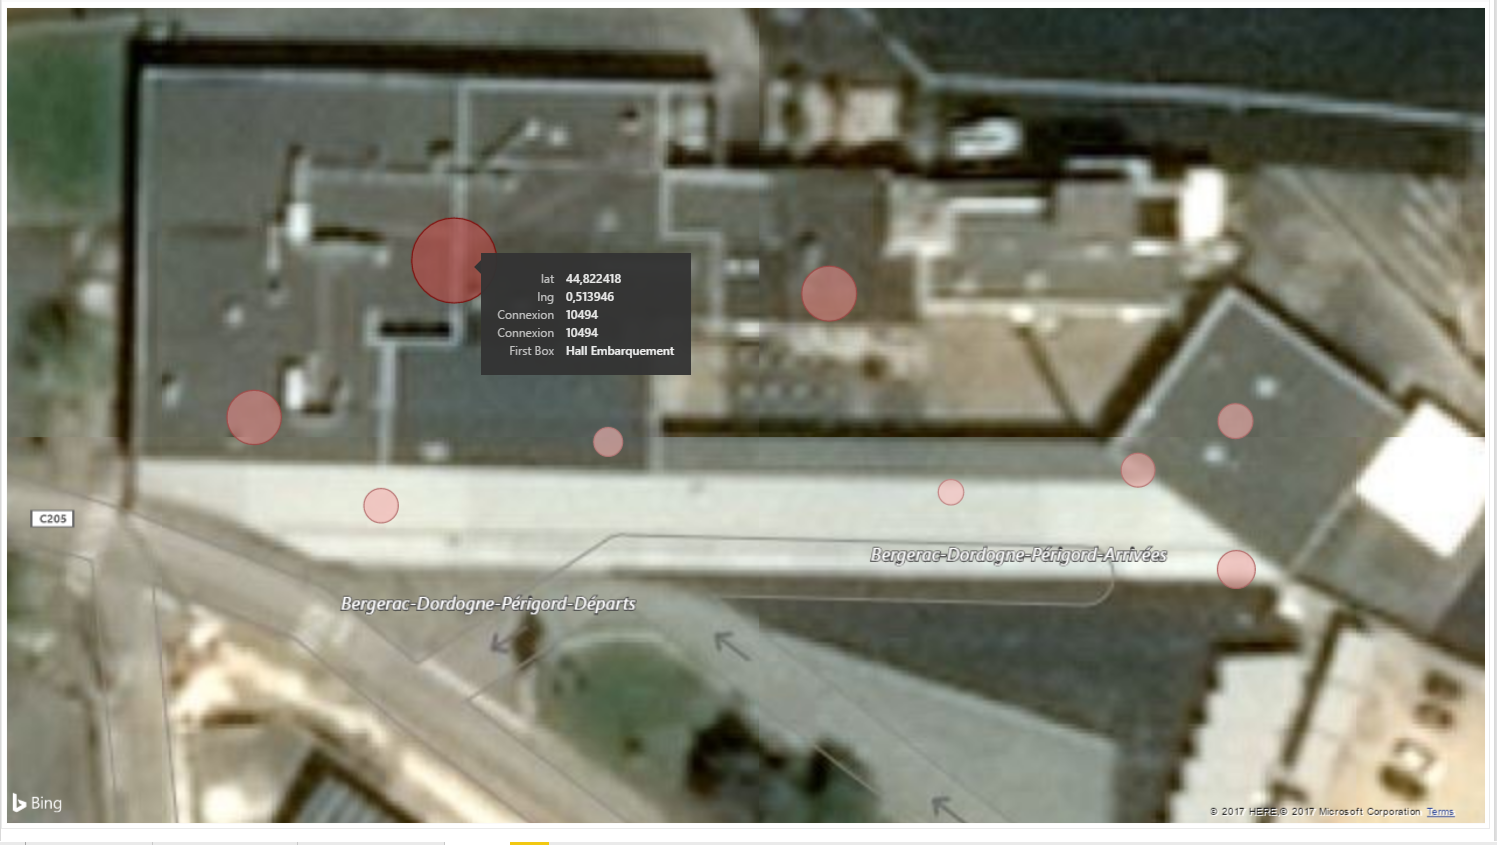 lat 44,822418
lng 0,513946
Connexion 10494
Connexion 10494
First Box Hall Embarquement
C205
Bergerac-Dordogne-Périgord-Arrivées
Bergerac-Dordogne-Périgord-Départs
Bing
© 2017 HERE,© 2017 Microsoft Corporation Terms